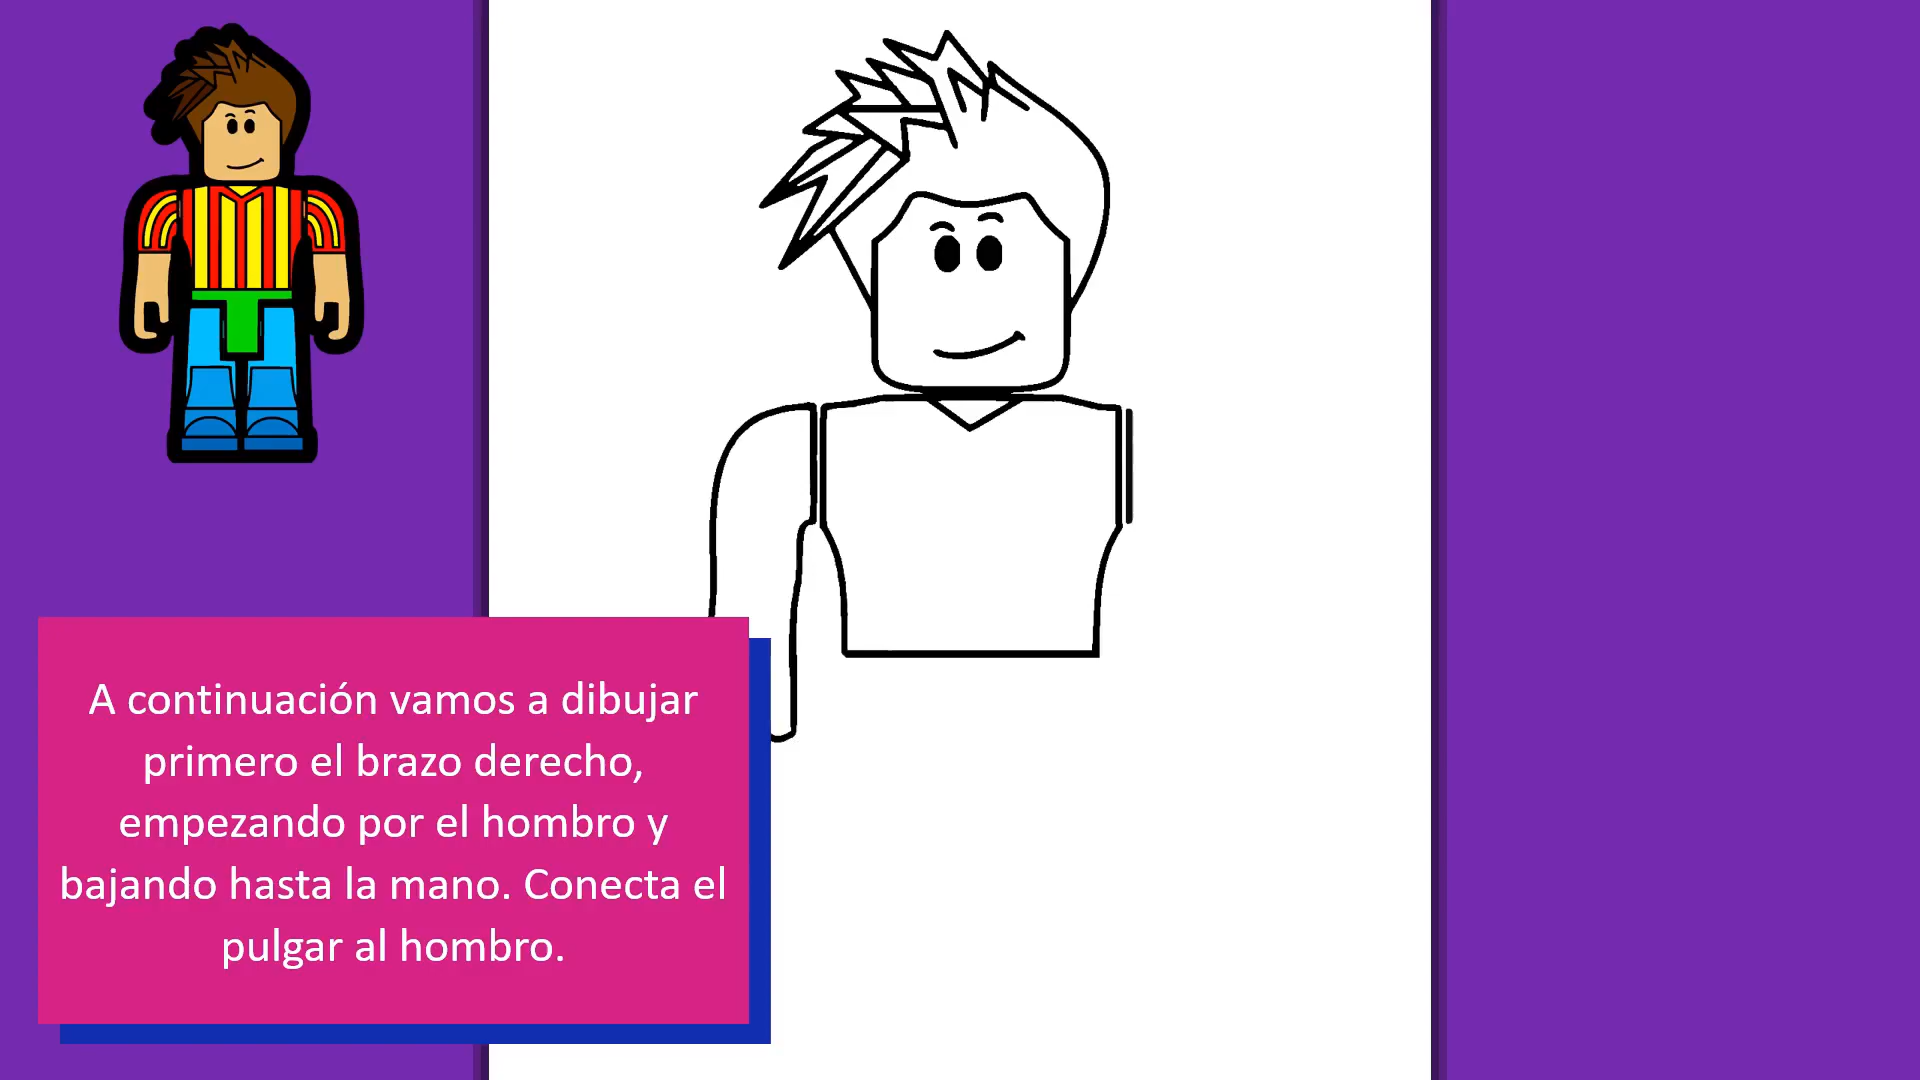 A continuación vamos a dibujar
primero el brazo derecho,
empezando por el hombro y
bajando hasta la mano. Conecta el
pulgar al hombro.